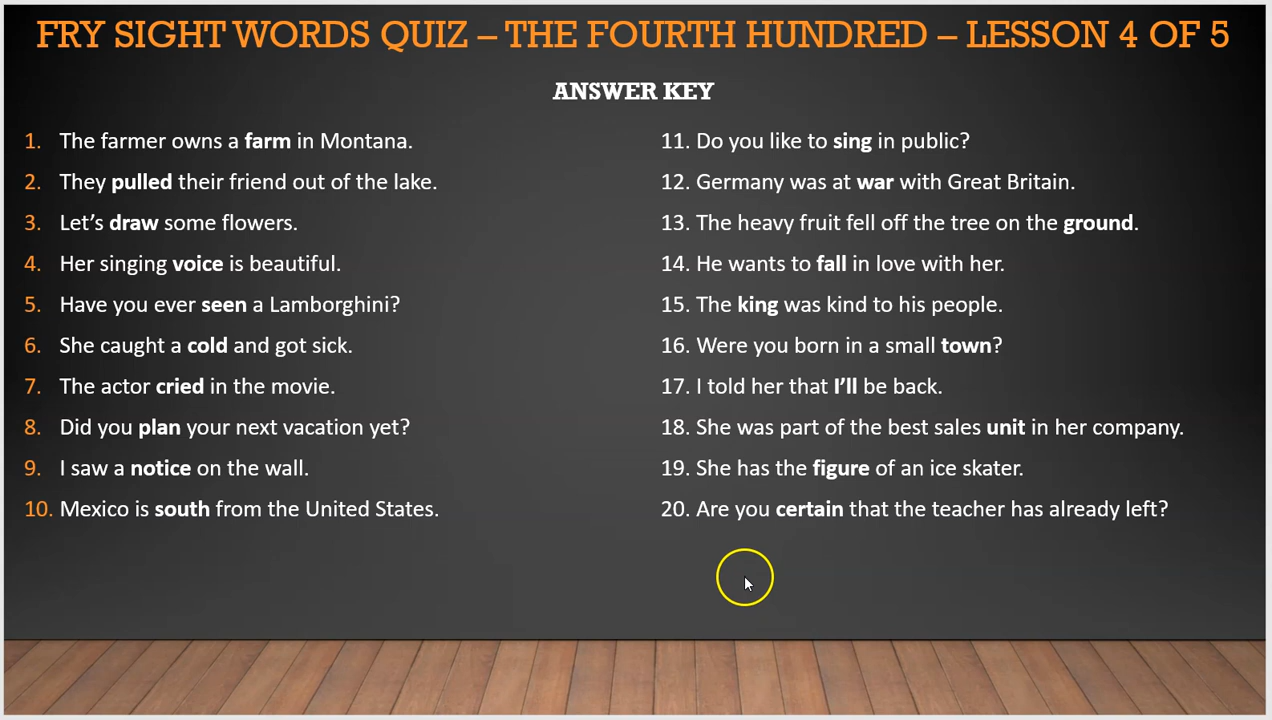 FRY SIGHT WORDS QUIZ – THE FOURTH HUNDRED – LESSON 4 OF 5
ANSWER KEY
1. The farmer owns a farm in Montana.
2. They pulled their friend out of the lake.
3. Let’s draw some flowers.
4. Her singing voice is beautiful.
5. Have you ever seen a Lamborghini?
6. She caught a cold and got sick.
7. The actor cried in the movie.
8. Did you plan your next vacation yet?
9. I saw a notice on the wall.
10. Mexico is south from the United States.
11. Do you like to sing in public?
12. Germany was at war with Great Britain.
13. The heavy fruit fell off the tree on the ground.
14. He wants to fall in love with her.
15. The king was kind to his people.
16. Were you born in a small town?
17. I told her that I’ll be back.
18. She was part of the best sales unit in her company.
19. She has the figure of an ice skater.
20. Are you certain that the teacher has already left?